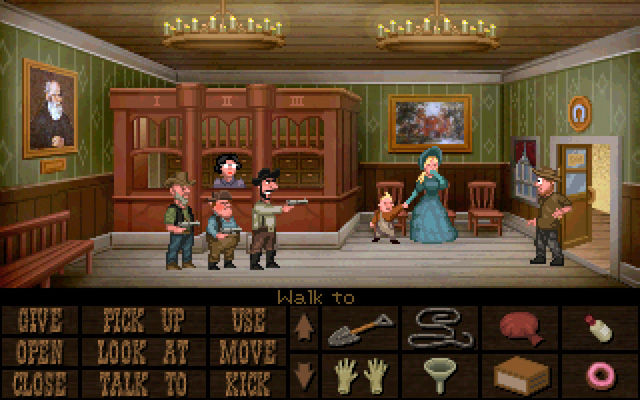 I II III
Walk to
GIVE PICK UP USE
OPEN LOOK AT MOVE
CLOSE TALK TO KICK